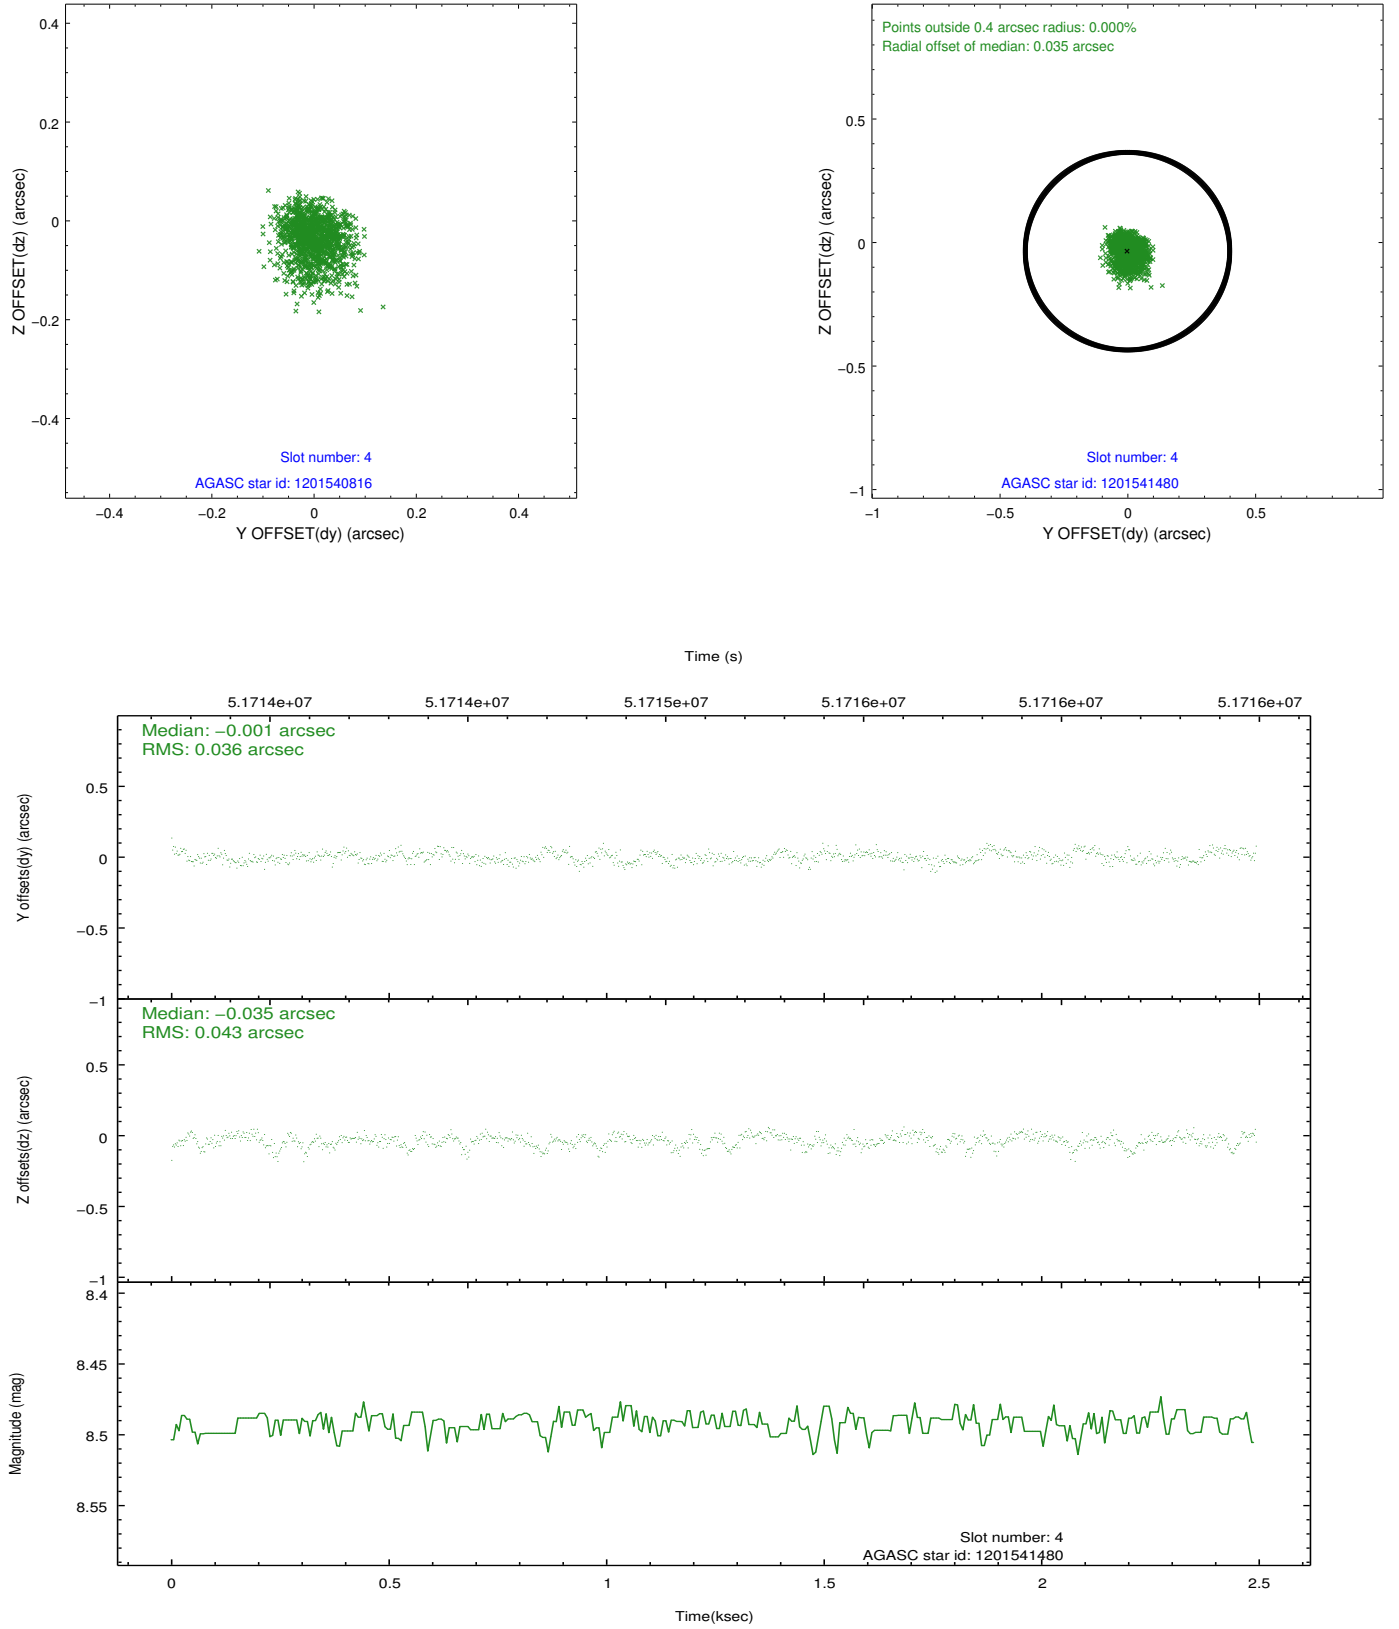 0.4
0.2
0
−0.2
−0.4
Z OFFSET(dz) (arcsec)
Slot number: 4
AGASC star id: 1201540816
−0.4
−0.2
0
0.2
0.4
Y OFFSET(dy) (arcsec)
Points outside 0.4 arcsec radius: 0.000%
Radial offset of median: 0.035 arcsec
0.5
0
−0.5
−1
Z OFFSET(dz) (arcsec)
Slot number: 4
AGASC star id: 1201541480
−1
−0.5
0
0.5
Y OFFSET(dy) (arcsec)
Time (s)
5.1714e+07
5.1714e+07
5.1715e+07
5.1716e+07
5.1716e+07
5.1716e+07
Median: −0.001 arcsec
RMS: 0.036 arcsec
0.5
0
−0.5
−1
Y offsets(dy) (arcsec)
Median: −0.035 arcsec
RMS: 0.043 arcsec
0.5
0
−0.5
−1
Z offsets(dz) (arcsec)
8.4
8.45
8.5
8.55
Magnitude (mag)
Slot number: 4
AGASC star id: 1201541480
0
0.5
1
1.5
2
2.5
Time(ksec)